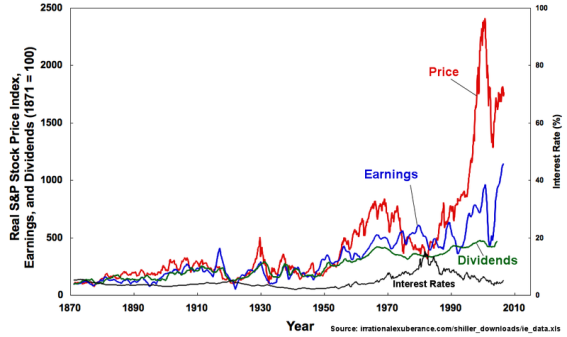 Real S&P Stock Price Index,
Earnings, and Dividends (1871 = 100)
2500
2000
1500
1000
500
0
100
80
60
40
20
0
Interest Rate (%)
Price
Earnings
Dividends
Interest Rates
1870
1890
1910
1930
1950
1970
1990
2010
Year
Source: irrationalexuberance.com/shiller_downloads/ie_data.xls